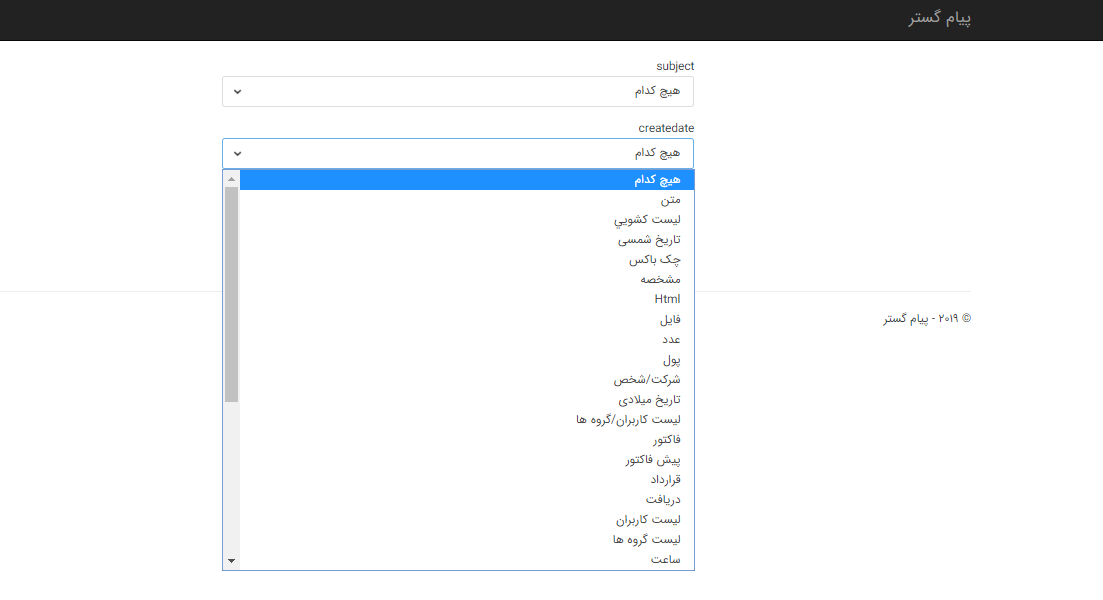 پیام گستر
subject
هیچ کدام
createdate
هیچ کدام
هیچ کدام
متن
لیست کشویي
تاریخ شمسی
چک باکس
مشخصه
Html
فایل
عدد
پول
شرکت/شخص
تاریخ میلادی
لیست کاربران/گروه ها
فاکتور
پیش فاکتور
قرارداد
دریافت
لیست کاربران
لیست گروه ها
ساعت
© ۲۰۱۹ - پیام گستر